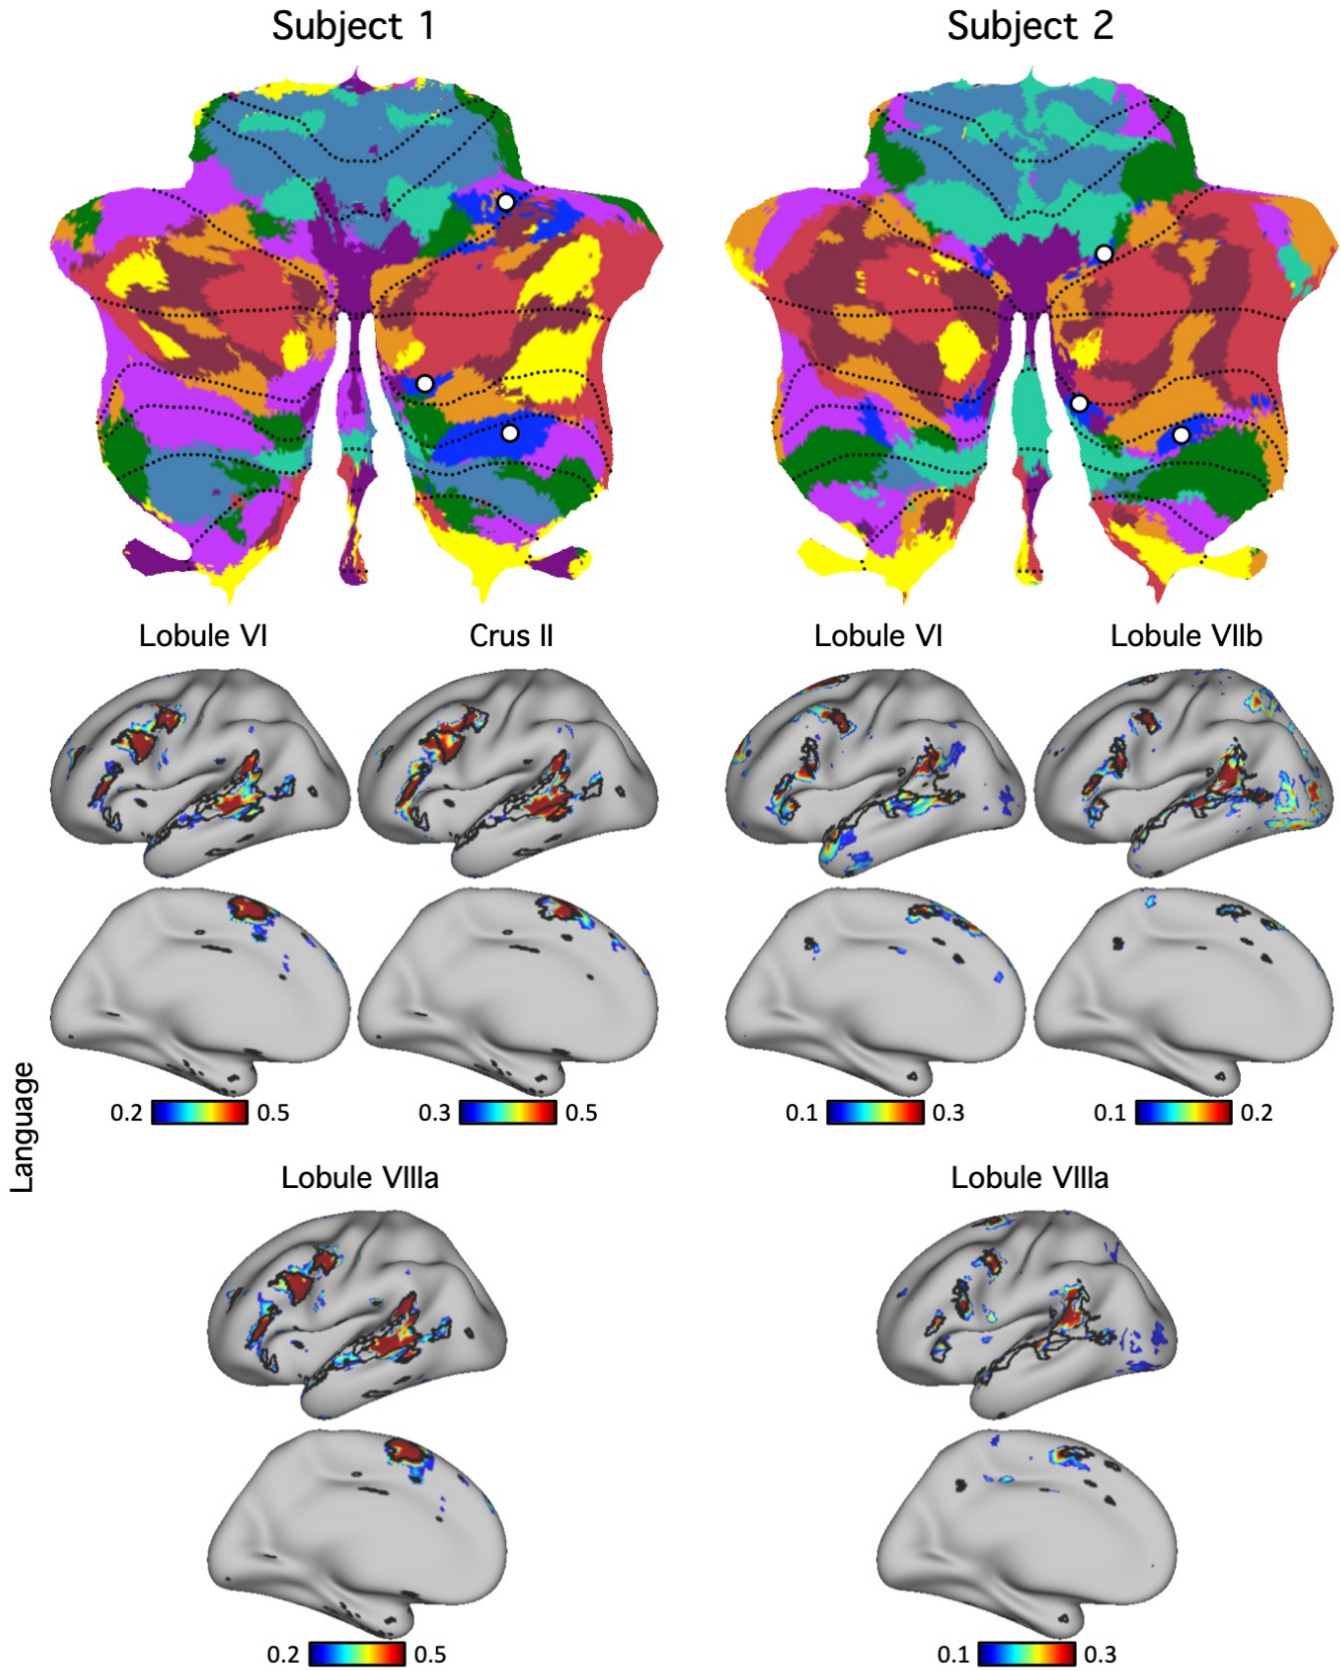 Subject 1 Subject 2
Lobule VI Crus II Lobule VI Lobule VIIb
0.2 0.5 0.3 0.5 0.1 0.3 0.1 0.2
Language
Lobule VIIIa Lobule VIIIa
0.2 0.5 0.1 0.3